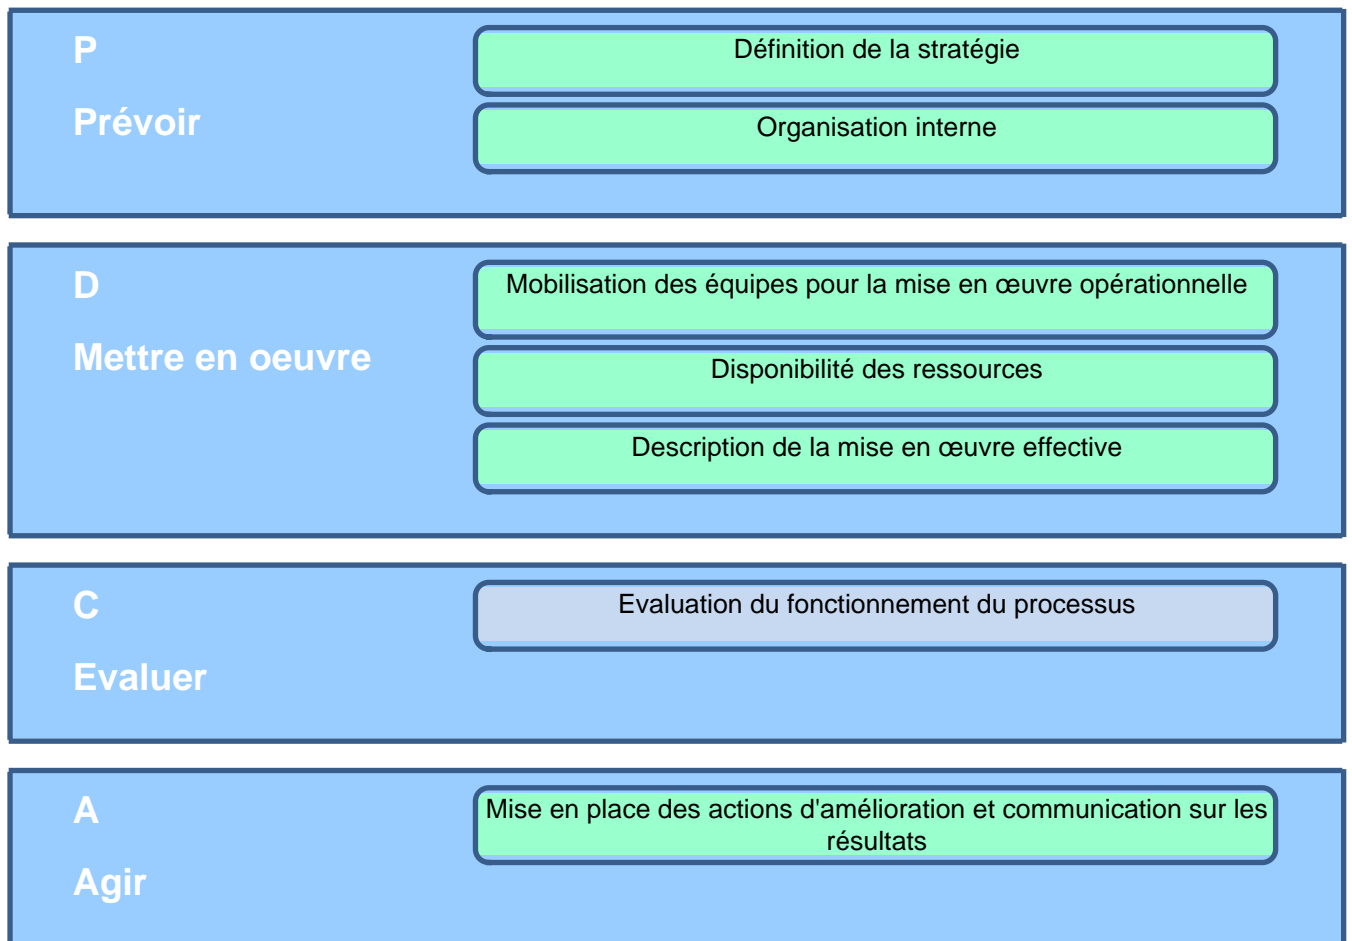 P
Prévoir
Définition de la stratégie
Organisation interne
D
Mettre en oeuvre
Mobilisation des équipes pour la mise en œuvre opérationnelle
Disponibilité des ressources
Description de la mise en œuvre effective
C
Evaluer
Evaluation du fonctionnement du processus
A
Agir
Mise en place des actions d'amélioration et communication sur les
résultats